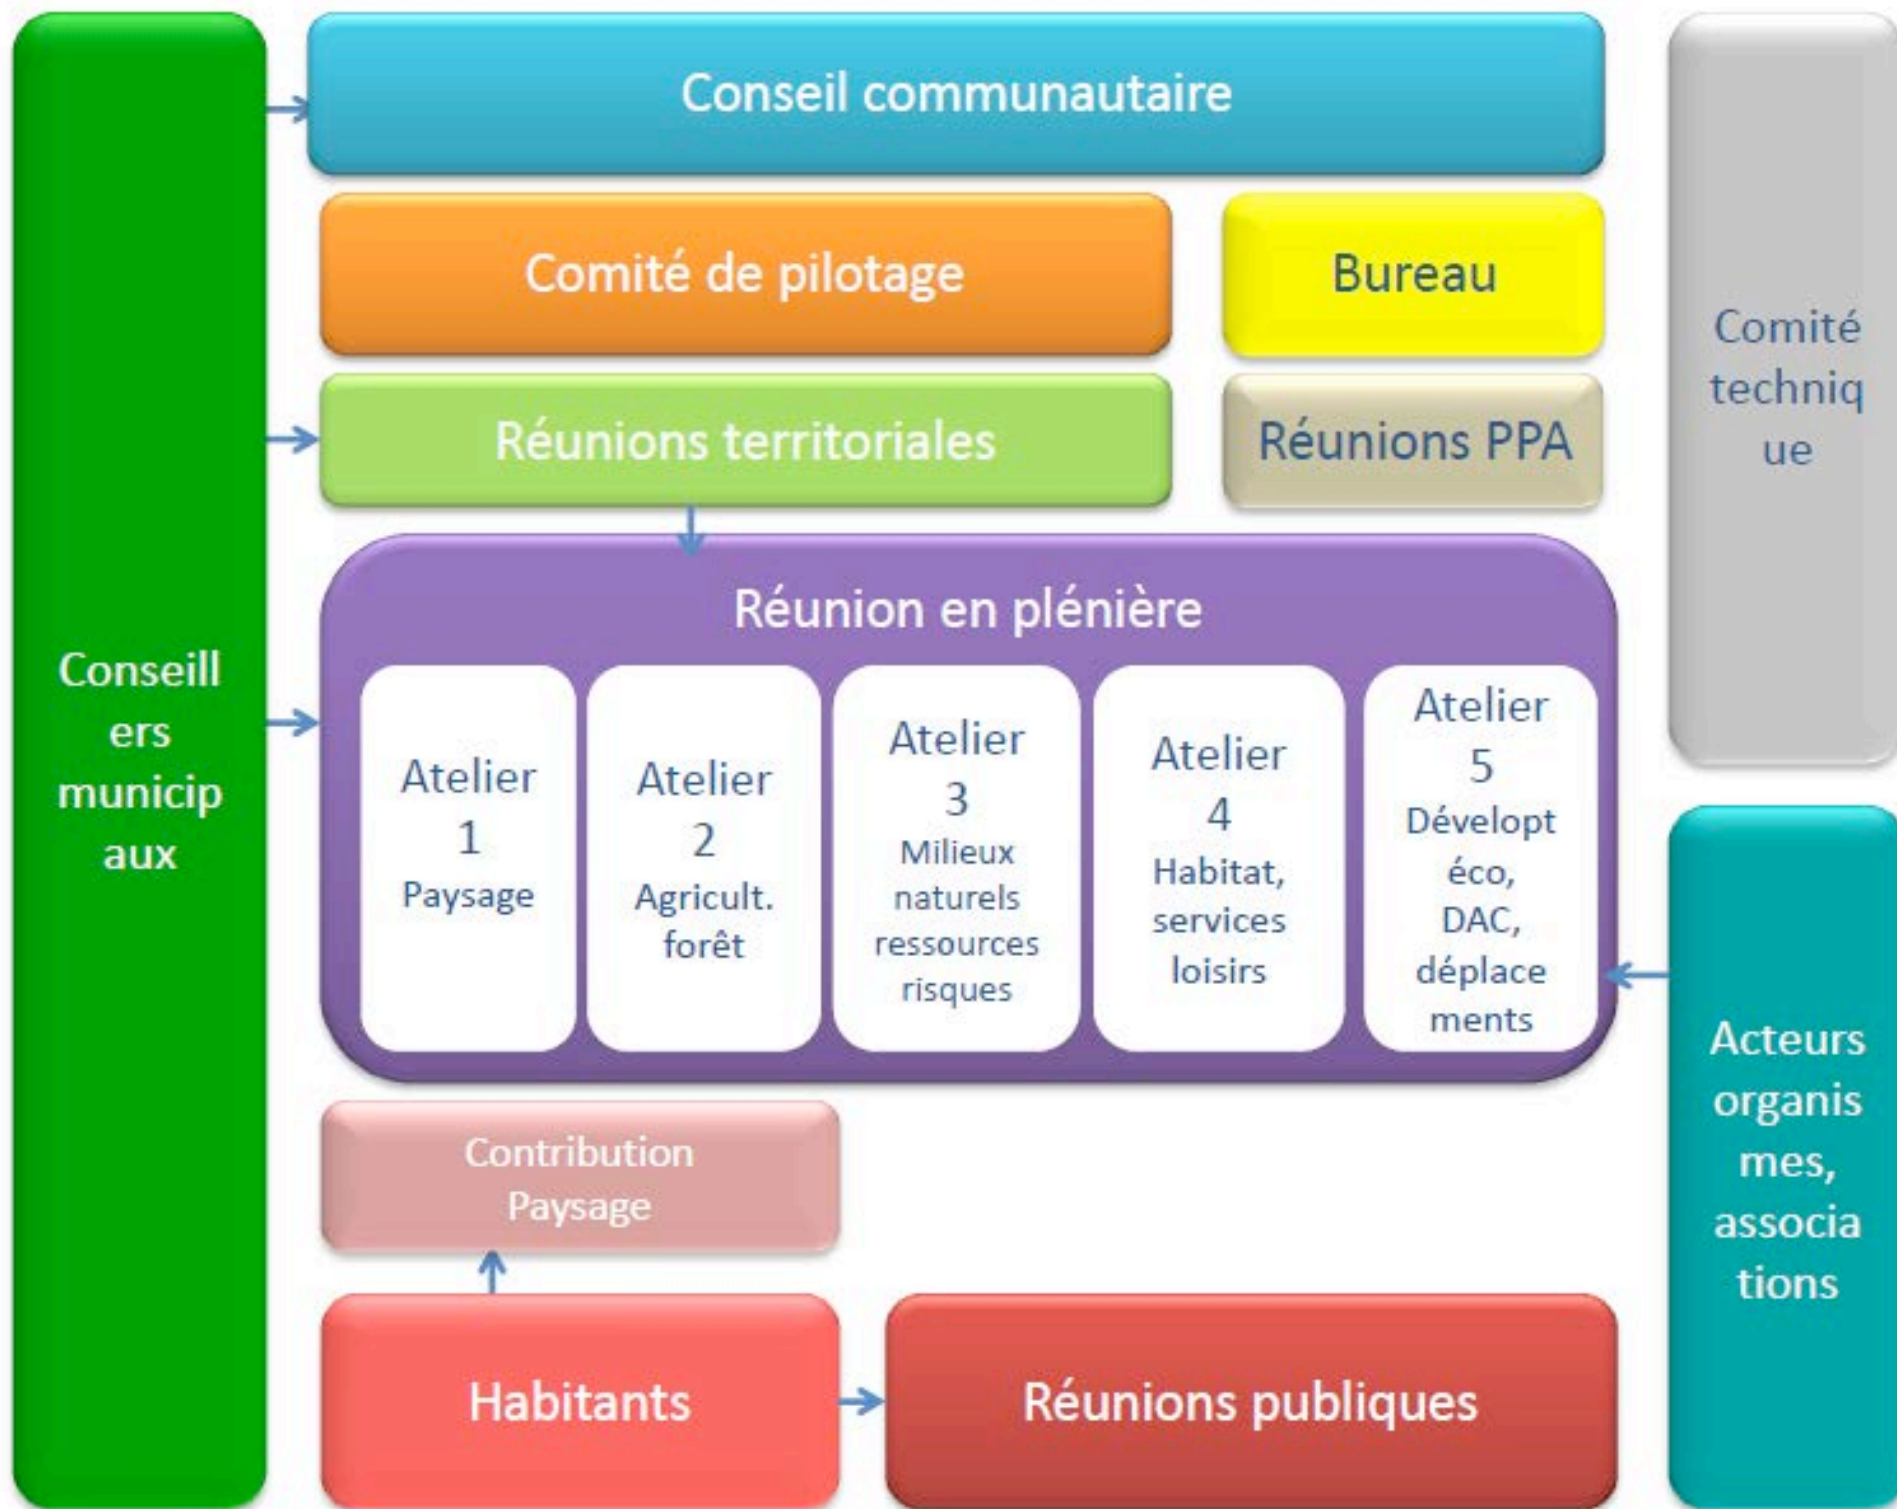 Conseil communautaire
Comité de pilotage
Bureau
Réunions territoriales
Réunions PPA
Comité
techniq
ue
Conseill
ers
municip
aux
Réunion en plénière
Atelier
1
Paysage
Atelier
2
Agricult.
forêt
Atelier
3
Milieux
naturels
ressources
risques
Atelier
4
Habitat,
services
loisirs
Atelier
5
Dévelopt
éco,
DAC,
déplace
ments
Acteurs
organis
mes,
associa
tions
Contribution
Paysage
Habitants
Réunions publiques